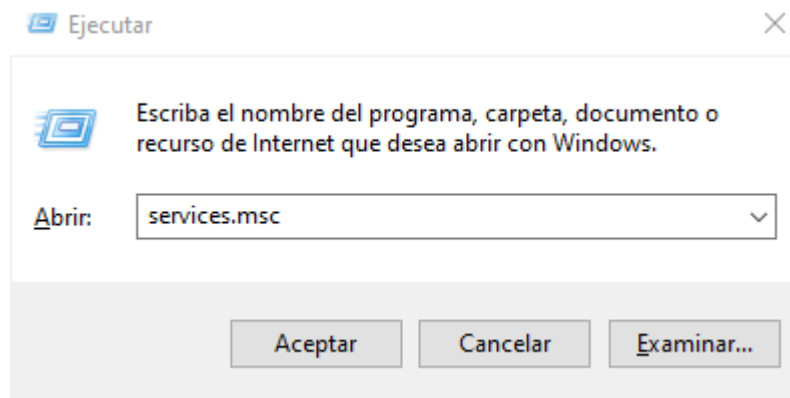 Ejecutar
Escriba el nombre del programa, carpeta, documento o
recurso de Internet que desea abrir con Windows.
Abrir: services.msc
Aceptar Cancelar Examinar...